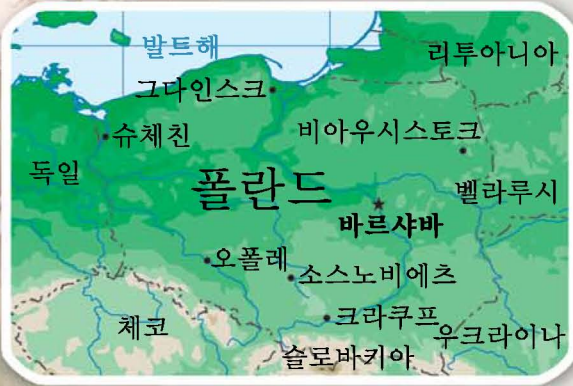 발트해
리투아니아
그다인스크
슈체친
비아우시스토크
독일
폴란드
벨라루시
바르샤바
오폴레
소스노비에츠
크라쿠프
체코
우크라이나
슬로바키아